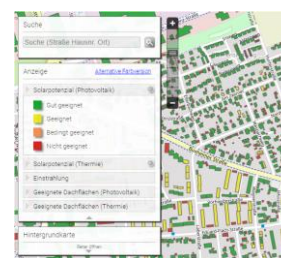 Suche
Suche (Straße Hausnr, Ort)
Anzeige
Alternative Farbversion
Solarpotenzial (Photovoltaik)
Gut geeignet
Geeignet
Bedingt geeignet
Nicht geeignet
Solarpotenzial (Thermie)
Einstrahlung
Geeignete Dachflächen (Photovoltaik)
Geeignete Dachflächen (Thermie)
Hintergrundkarte